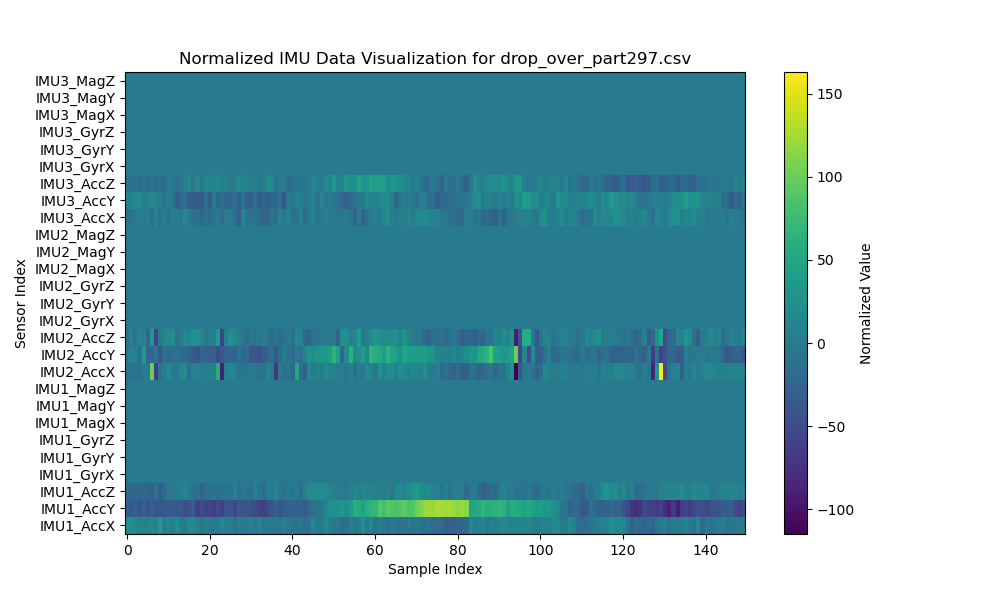 Normalized IMU Data Visualization for drop_over_part297.csv
IMU3_MagZ
IMU3_MagY
IMU3_MagX
IMU3_GyrZ
IMU3_GyrY
IMU3_GyrX
IMU3_AccZ
IMU3_AccY
IMU3_AccX
IMU2_MagZ
IMU2_MagY
IMU2_MagX
IMU2_GyrZ
IMU2_GyrY
IMU2_GyrX
IMU2_AccZ
IMU2_AccY
IMU2_AccX
IMU1_MagZ
IMU1_MagY
IMU1_MagX
IMU1_GyrZ
IMU1_GyrY
IMU1_GyrX
IMU1_AccZ
IMU1_AccY
IMU1_AccX
Sensor Index
0 20 40 60 80 100 120 140
Sample Index
150
100
50
0
−50
−100
Normalized Value